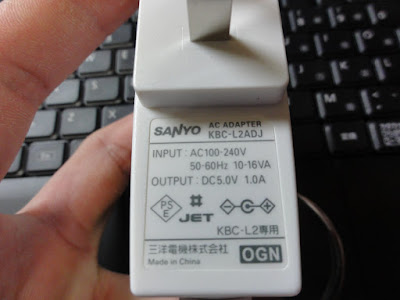 SANYO AC ADAPTER
KBC-L2ADJ
INPUT : AC100-240V
50-60Hz 10-16VA
OUTPUT : DC5.0V 1.0A
PS
E
JET
KBC-L2専用
三洋電機株式会社
Made in China
OGN